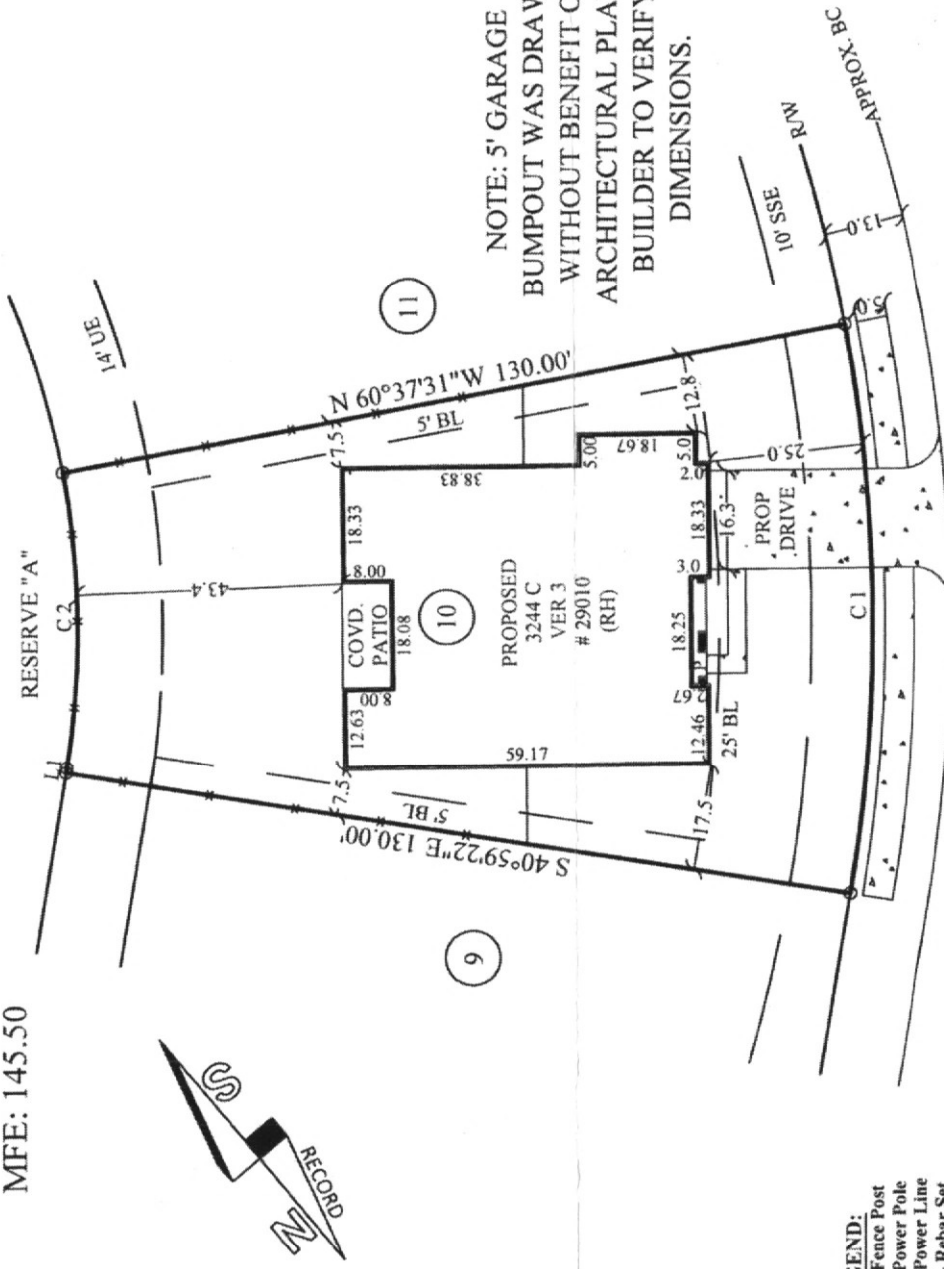 MFE: 145.50
RESERVE "A"
14' UE
C 2
L1
43.4
N 60°37'31"W 130.00'
5' BL
11
7.5
7.5
18.33
8.00
COVD.
PATIO
18.08
8.00
12.63
38.83
5.00
18.67
5.0
12.8
10
PROPOSED
3244 C
VER 3
# 29010
(RH)
59.17
S 40°59'22"E 130.00'
5' BL
9
17.5
12.46
2.67
P
18.25
3.0
18.33
2.0
16.3'
25' BL
25.0
PROP
DRIVE
C 1
10' SSE
R/W
APPROX. BC
13.0
5.0
NOTE: 5' GARAGE
BUMPOUT WAS DRAW
WITHOUT BENEFIT O
ARCHITECTURAL PLA
BUILDER TO VERIFY
DIMENSIONS.
S
N
RECORD
END:
Fence Post
Power Pole
Power Line
Rebar Set